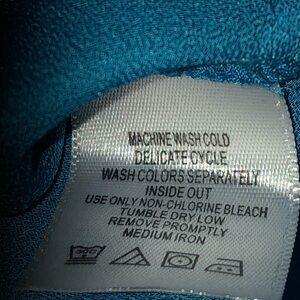 MACHINE WASH COLD
DELICATE CYCLE
WASH COLORS SEPARATELY
INSIDE OUT
USE ONLY NON-CHLORINE BLEACH
TUMBLE DRY LOW
REMOVE PROMPTLY
MEDIUM IRON